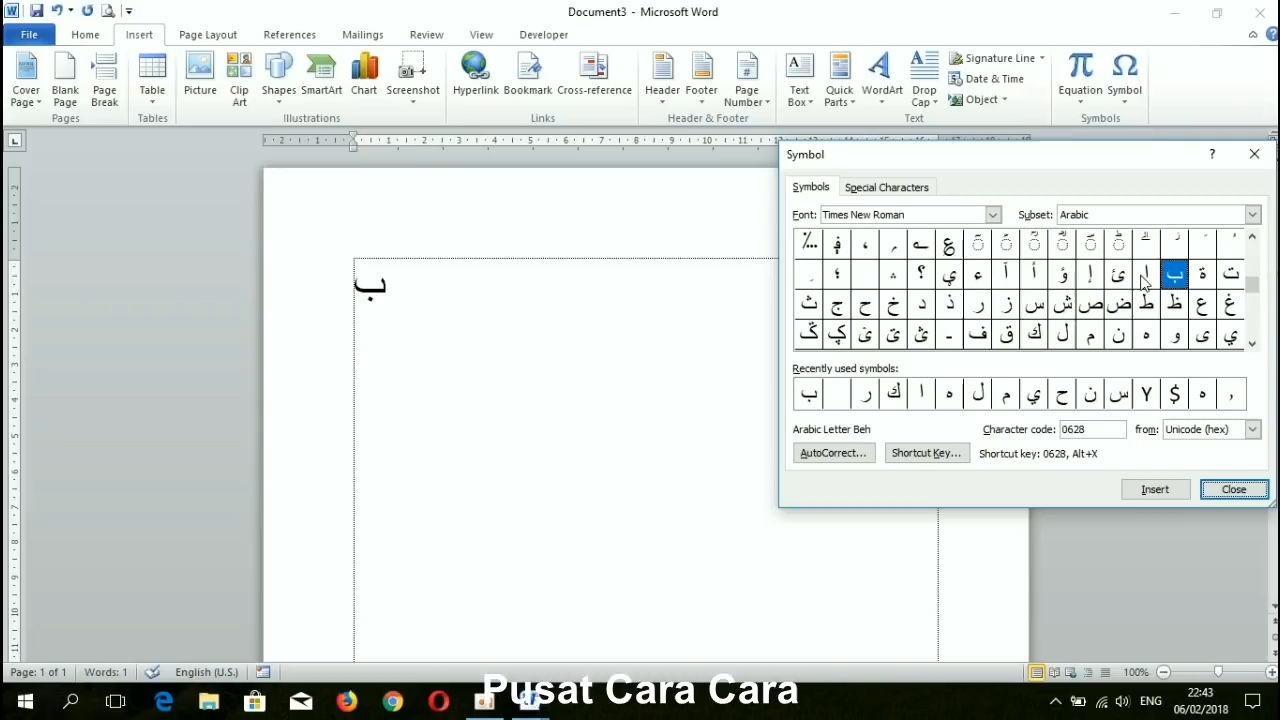 Document3 - Microsoft Word
File Home Insert Page Layout References Mailings Review View Developer
Cover Page
Blank Page
Page Break
Table
Picture
Clip Art
Shapes
SmartArt
Chart
Screenshot
Hyperlink
Bookmark
Cross-reference
Header
Footer
Page Number
Text Box
Quick Parts
WordArt
Drop Cap
Signature Line
Date & Time
Object
Equation
Symbol
Pages Tables Illustrations Links Header & Footer Text Symbols
ب
Symbol
Symbols Special Characters
Font: Times New Roman Subset: Arabic
؛ ؟ ء آ أ ؤ إ ئ ا ب ة ت
ث ج ح خ د ذ ر ز س ش ص ض ط ظ ع غ
ـ ف ق ك ل م ن ه و ى ي
Recently used symbols:
ب ر ك ا ه ل م ي ح ن س ٧ $ ه ,
Arabic Letter Beh
Character code: 0628 from: Unicode (hex)
AutoCorrect... Shortcut Key... Shortcut key: 0628, Alt+X
Insert Close
Page: 1 of 1 Words: 1 English (U.S.) 100%
Pusat Cara Cara
ENG
22:43
06/02/2018